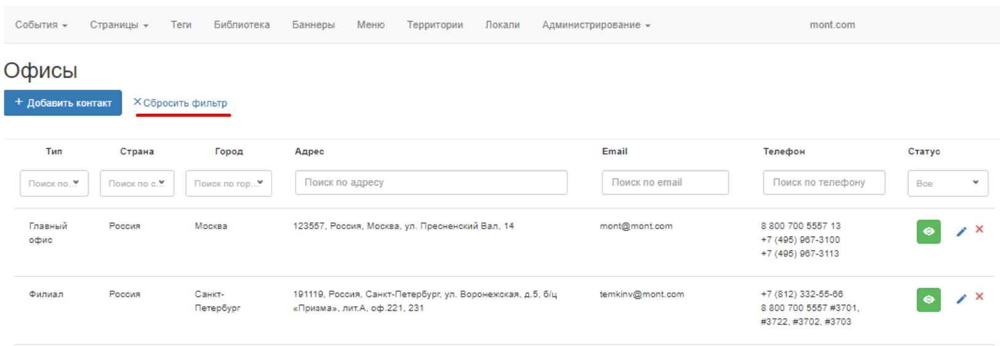 События Страницы Теги Библиотека Баннеры Меню Территории Локали Администрирование mont.com
Офисы
+ Добавить контакт ×Сбросить фильтр
Тип Страна Город Адрес Email Телефон Статус
Поиск по... Поиск по с... Поиск по гор... Поиск по адресу Поиск по email Поиск по телефону Все
Главный офис Россия Москва 123557, Россия, Москва, ул. Пресненский Вал, 14 mont@mont.com 8 800 700 5557 13
+7 (495) 967-3100
+7 (495) 967-3113
Филиал Россия Санкт-Петербург 191119, Россия, Санкт-Петербург, ул. Воронежская, д.5, б/ц
«Призма», лит.А, оф.221, 231 temkinv@mont.com +7 (812) 332-55-66
8 800 700 5557 #3701,
#3722, #3702, #3703